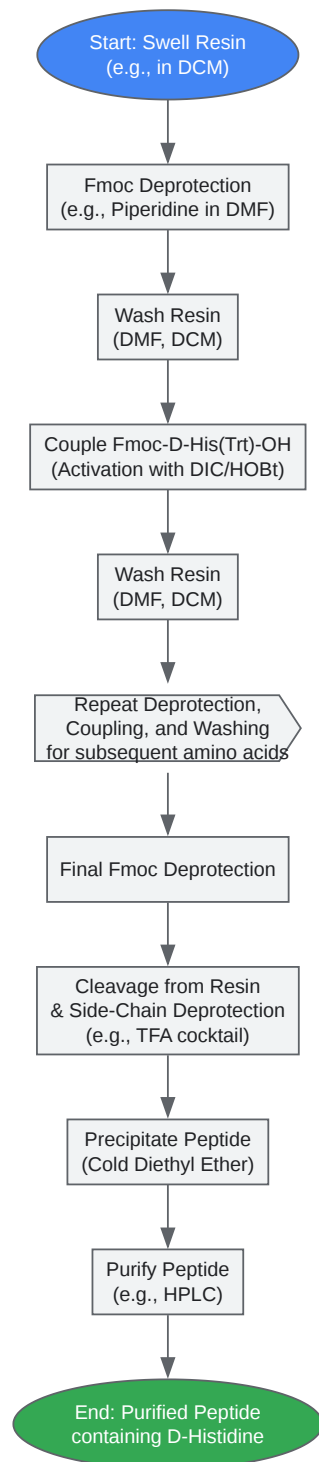 Start: Swell Resin
(e.g., in DCM)
Fmoc Deprotection
(e.g., Piperidine in DMF)
Wash Resin
(DMF, DCM)
Couple Fmoc-D-His(Trt)-OH
(Activation with DIC/HOBt)
Wash Resin
(DMF, DCM)
Repeat Deprotection,
Coupling, and Washing
for subsequent amino acids
Final Fmoc Deprotection
Cleavage from Resin
& Side-Chain Deprotection
(e.g., TFA cocktail)
Precipitate Peptide
(Cold Diethyl Ether)
Purify Peptide
(e.g., HPLC)
End: Purified Peptide
containing D-Histidine